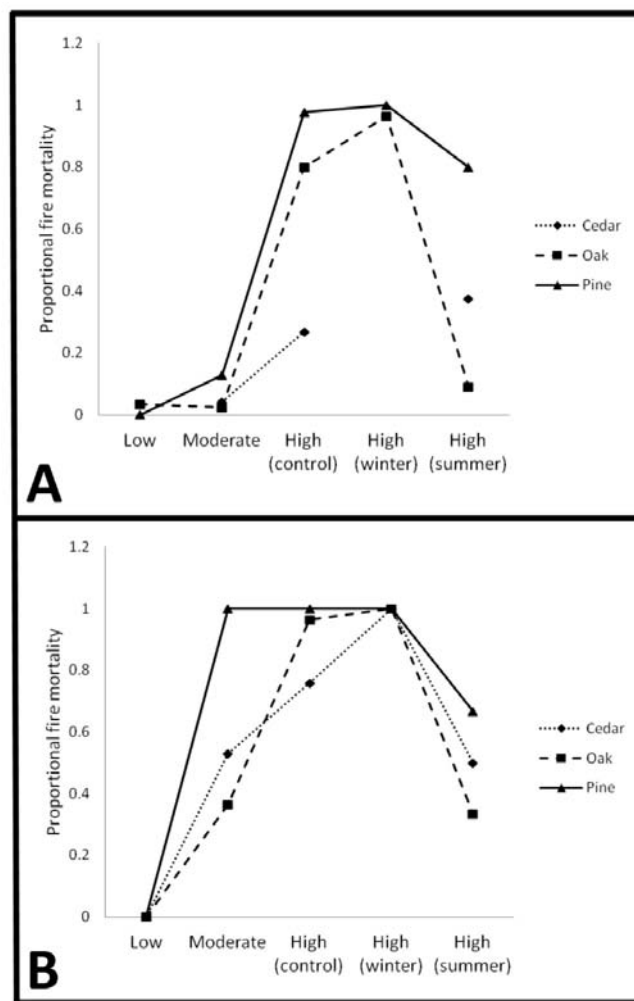 1.2
1
0.8
0.6
0.4
0.2
0
Proportional fire mortality
Low
Moderate
High
(control)
High
(winter)
High
(summer)
Cedar
Oak
Pine
A
1.2
1
0.8
0.6
0.4
0.2
0
Proportional fire mortality
Low
Moderate
High
(control)
High
(winter)
High
(summer)
Cedar
Oak
Pine
B